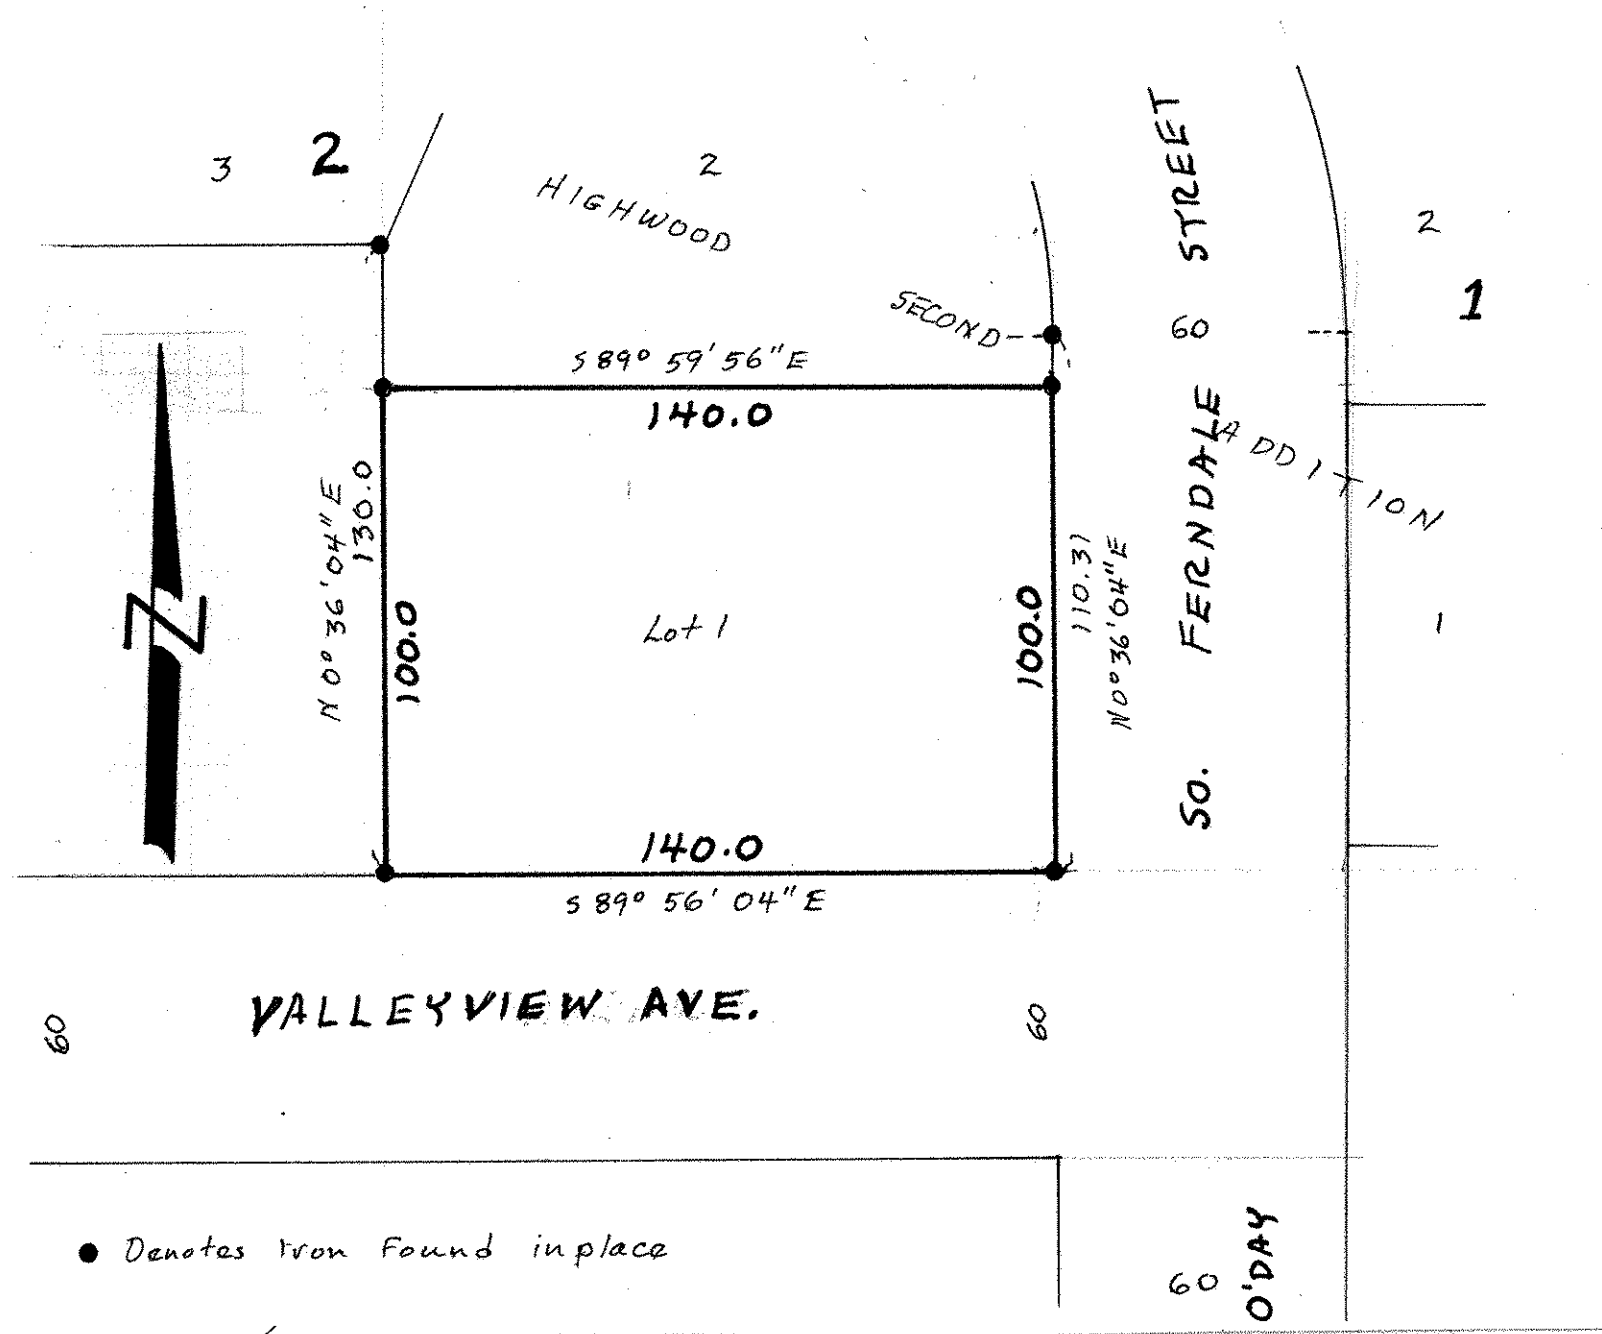 3
2
2
HIGHWOOD
STREET
2
1
SECOND
60
S 89° 59' 56" E
140.0
FERNDALE
ADDITION
N 0° 36' 04" E
130.0
100.0
Lot 1
100.0
110.31
N 0° 36' 04" E
1
So.
140.0
S 89° 56' 04" E
VALLEYVIEW AVE.
60
60
Denotes Iron Found inplace
60
O'DAY